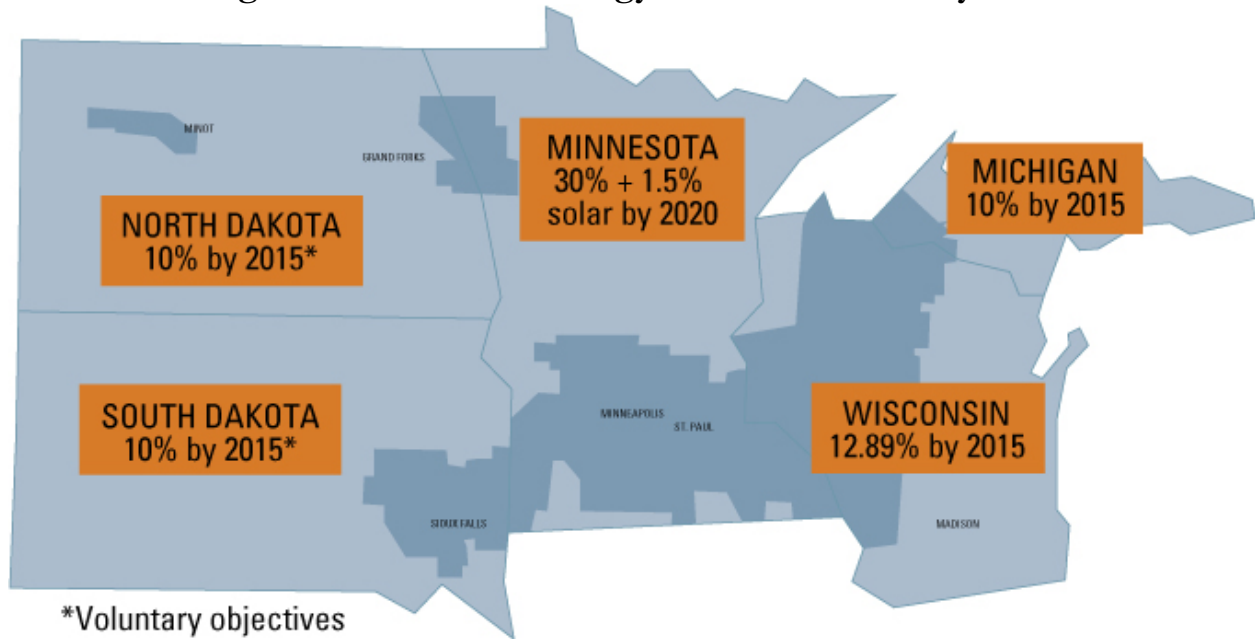 MINOT
GRAND FORKS
MINNESOTA
30% + 1.5%
solar by 2020
MICHIGAN
10% by 2015
NORTH DAKOTA
10% by 2015*
SOUTH DAKOTA
10% by 2015*
MINNEAPOLIS
ST. PAUL
WISCONSIN
12.89% by 2015
SIOUX FALLS
MADISON
*Voluntary objectives